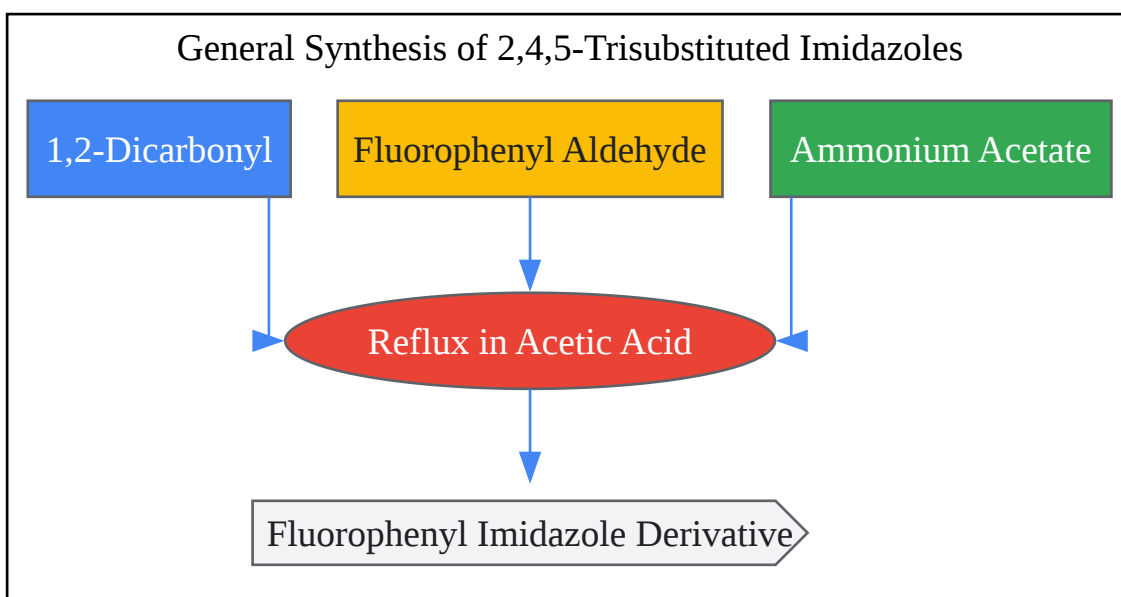 General Synthesis of 2,4,5-Trisubstituted Imidazoles
1,2-Dicarbonyl
Fluorophenyl Aldehyde
Ammonium Acetate
Reflux in Acetic Acid
Fluorophenyl Imidazole Derivative